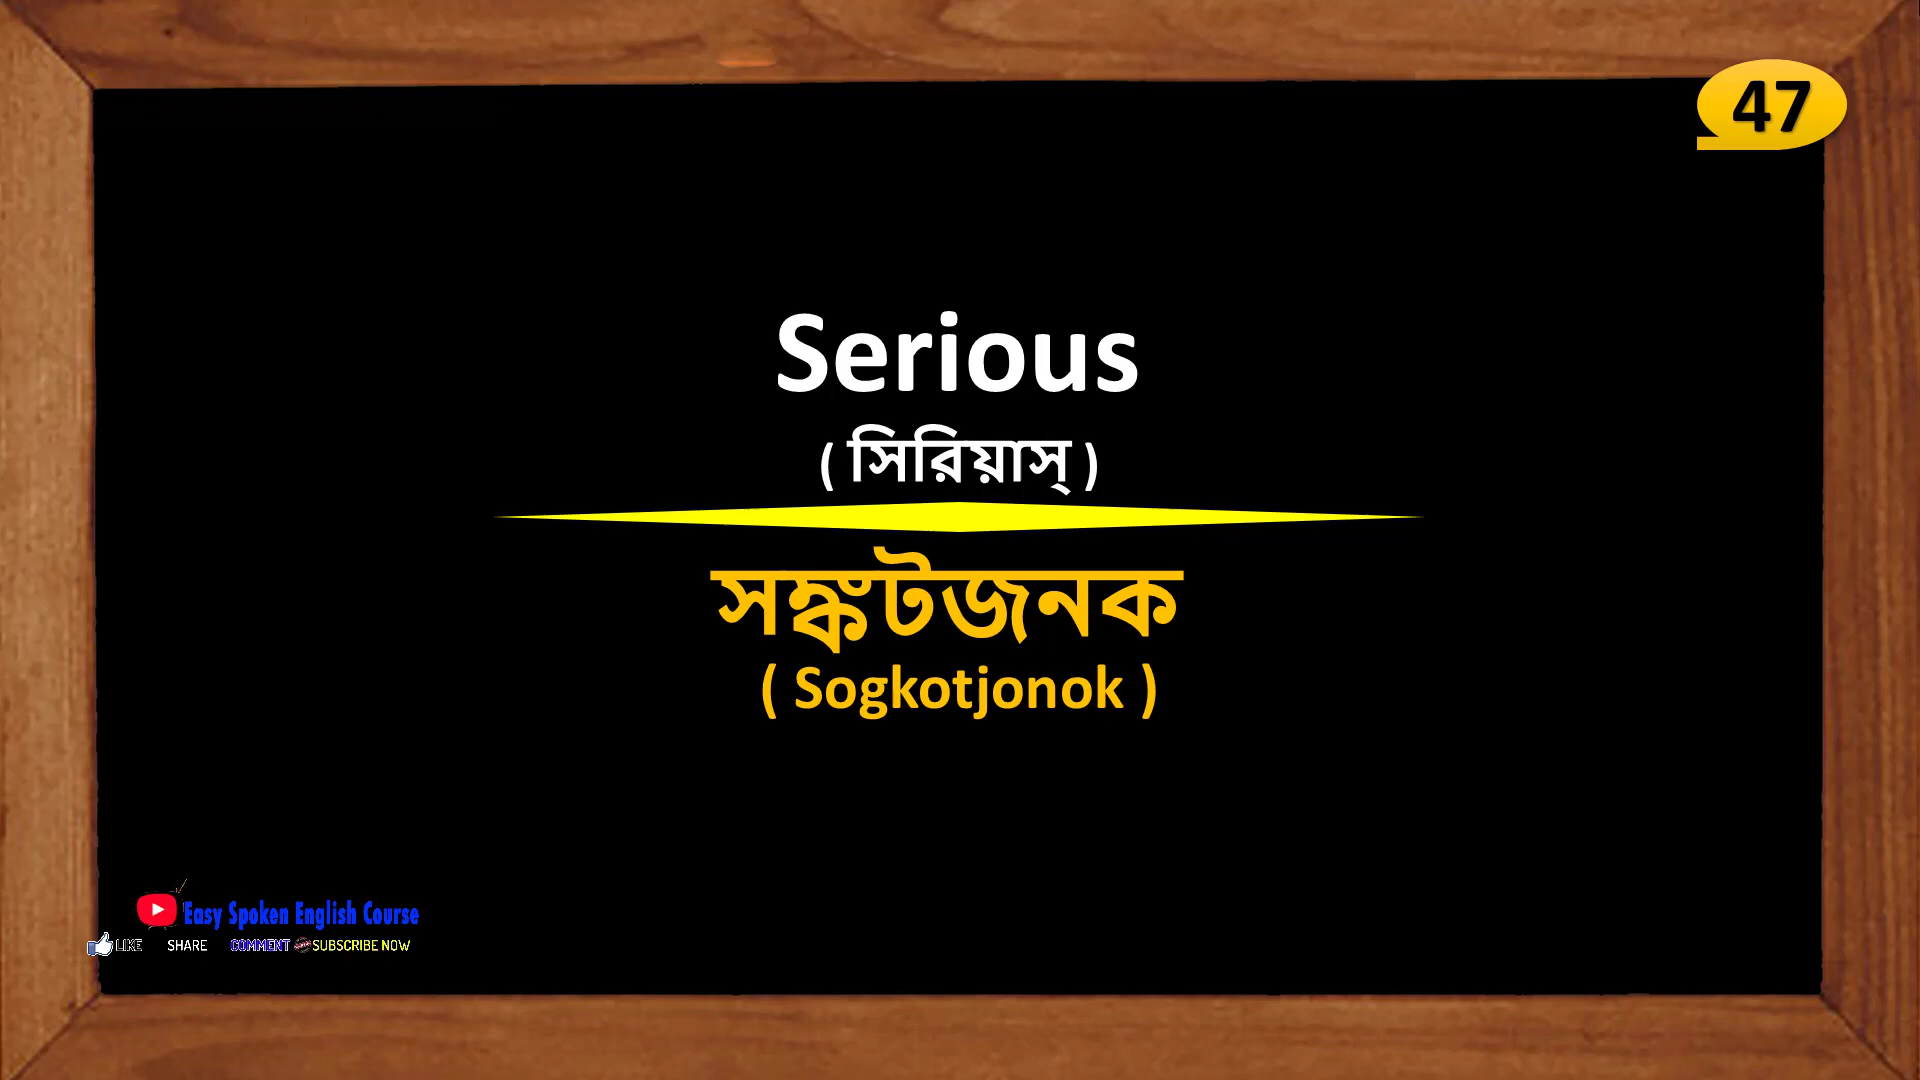 47
Serious
( সিরিয়াস্ )
সঙ্কটজনক
( Sogkotjonok )
Easy Spoken English Course
LIKE SHARE COMMENT SUBSCRIBE NOW